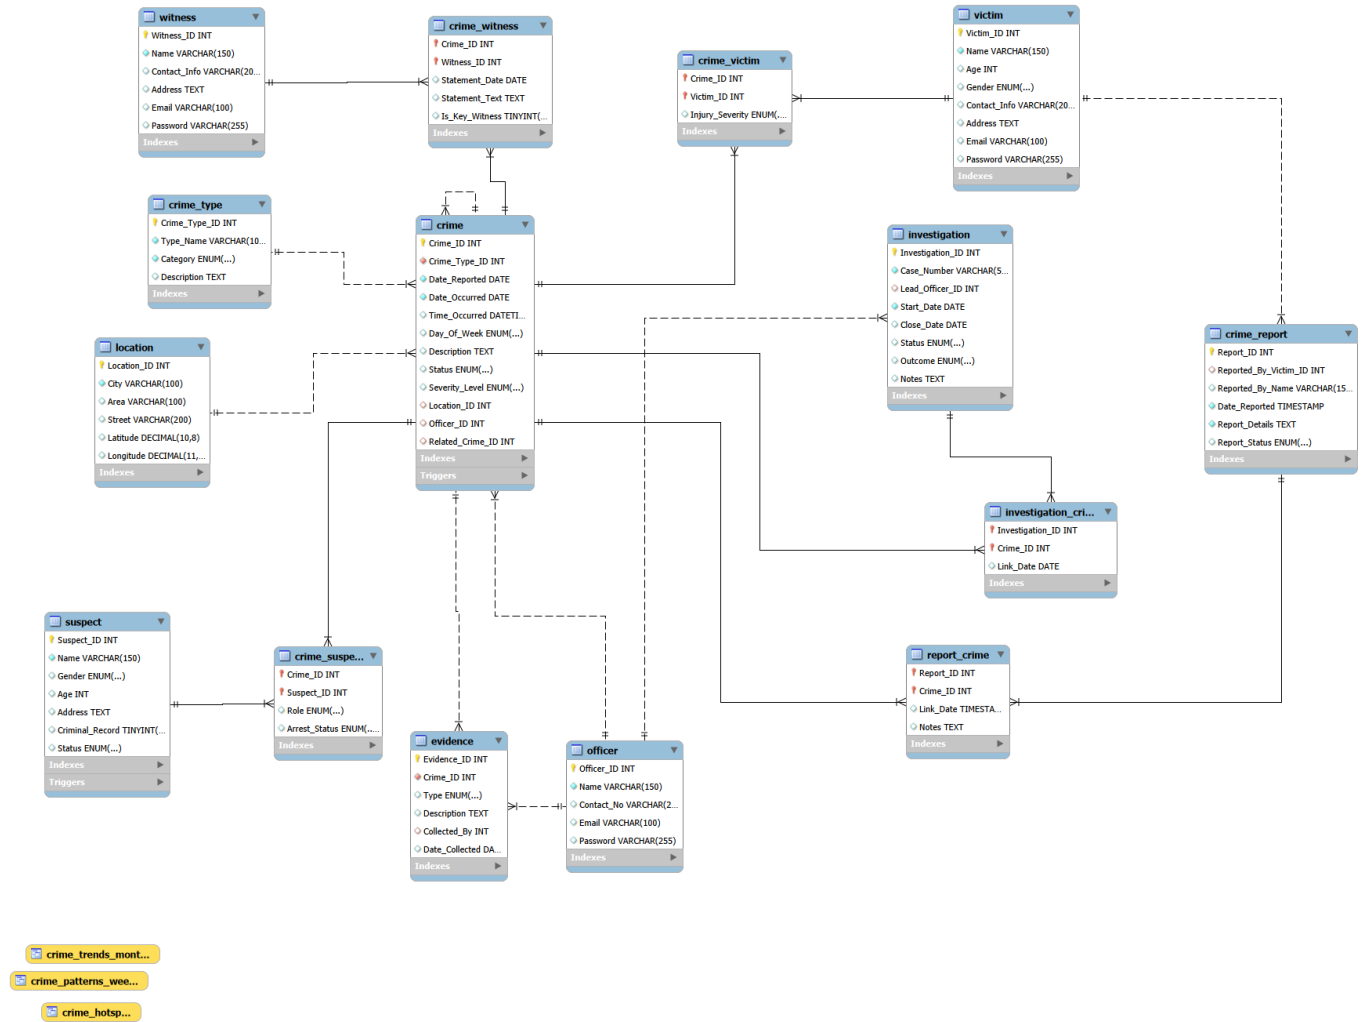 witness
Witness_ID INT
Name VARCHAR(150)
Contact_Info VARCHAR(20...
Address TEXT
Email VARCHAR(100)
Password VARCHAR(255)
Indexes
crime_witness
Crime_ID INT
Witness_ID INT
Statement_Date DATE
Statement_Text TEXT
Is_Key_Witness TINYINT(...
Indexes
crime_victim
Crime_ID INT
Victim_ID INT
Injury_Severity ENUM(...
Indexes
victim
Victim_ID INT
Name VARCHAR(150)
Age INT
Gender ENUM(...)
Contact_Info VARCHAR(20...
Address TEXT
Email VARCHAR(100)
Password VARCHAR(255)
Indexes
crime_type
Crime_Type_ID INT
Type_Name VARCHAR(10...
Category ENUM(...)
Description TEXT
Indexes
crime
Crime_ID INT
Crime_Type_ID INT
Date_Reported DATE
Date_Occurred DATE
Time_Occurred DATETI...
Day_Of_Week ENUM(...)
Description TEXT
Status ENUM(...)
Severity_Level ENUM(...)
Location_ID INT
Officer_ID INT
Related_Crime_ID INT
Indexes
Triggers
investigation
Investigation_ID INT
Case_Number VARCHAR(5...
Lead_Officer_ID INT
Start_Date DATE
Close_Date DATE
Status ENUM(...)
Outcome ENUM(...)
Notes TEXT
Indexes
location
Location_ID INT
City VARCHAR(100)
Area VARCHAR(100)
Street VARCHAR(200)
Latitude DECIMAL(10,8)
Longitude DECIMAL(11,...
Indexes
crime_report
Report_ID INT
Reported_By_Victim_ID INT
Reported_By_Name VARCHAR(15...
Date_Reported TIMESTAMP
Report_Details TEXT
Report_Status ENUM(...)
Indexes
investigation_cri...
Investigation_ID INT
Crime_ID INT
Link_Date DATE
Indexes
suspect
Suspect_ID INT
Name VARCHAR(150)
Gender ENUM(...)
Age INT
Address TEXT
Criminal_Record TINYINT(...
Status ENUM(...)
Indexes
Triggers
crime_suspe...
Crime_ID INT
Suspect_ID INT
Role ENUM(...)
Arrest_Status ENUM(...
Indexes
report_crime
Report_ID INT
Crime_ID INT
Link_Date TIMESTA...
Notes TEXT
Indexes
evidence
Evidence_ID INT
Crime_ID INT
Type ENUM(...)
Description TEXT
Collected_By INT
Date_Collected DA...
Indexes
officer
Officer_ID INT
Name VARCHAR(150)
Contact_No VARCHAR(2...
Email VARCHAR(100)
Password VARCHAR(255)
Indexes
crime_trends_mont...
crime_patterns_wee...
crime_hotsp...